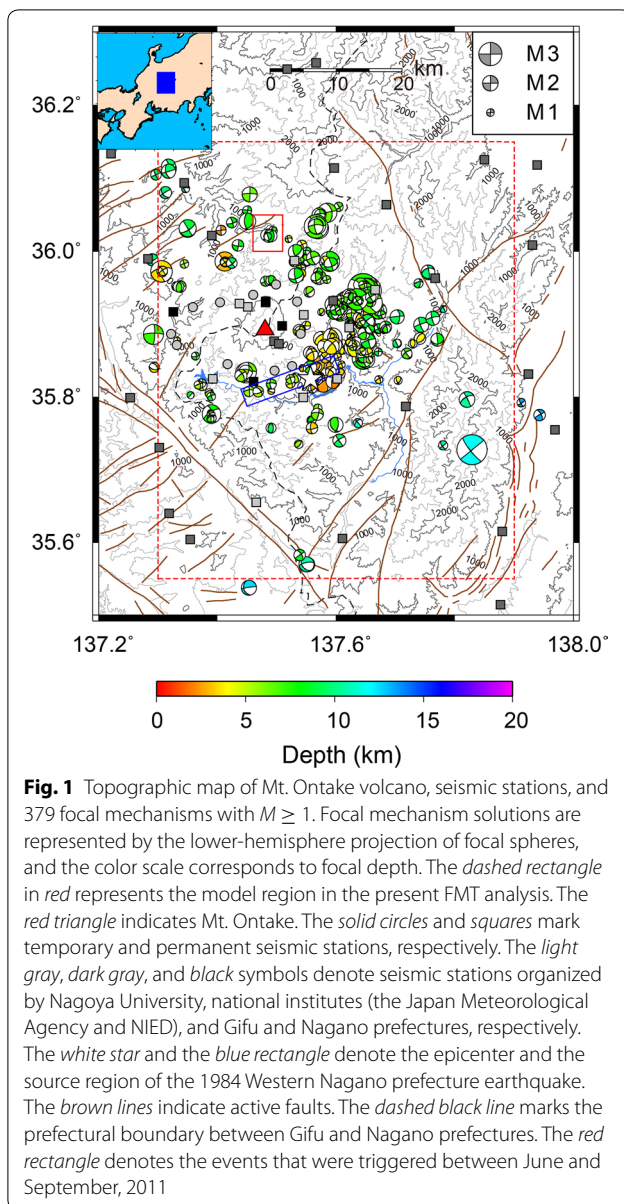 M3
M2
M1
km
0 10 20
36.2˚
36.0˚
35.8˚
35.6˚
137.2˚ 137.6˚ 138.0˚
0 5 10 15 20
Depth (km)
Fig. 1 Topographic map of Mt. Ontake volcano, seismic stations, and
379 focal mechanisms with M ≥ 1. Focal mechanism solutions are
represented by the lower-hemisphere projection of focal spheres,
and the color scale corresponds to focal depth. The dashed rectangle
in red represents the model region in the present FMT analysis. The
red triangle indicates Mt. Ontake. The solid circles and squares mark
temporary and permanent seismic stations, respectively. The light
gray, dark gray, and black symbols denote seismic stations organized
by Nagoya University, national institutes (the Japan Meteorological
Agency and NIED), and Gifu and Nagano prefectures, respectively.
The white star and the blue rectangle denote the epicenter and the
source region of the 1984 Western Nagano prefecture earthquake.
The brown lines indicate active faults. The dashed black line marks the
prefectural boundary between Gifu and Nagano prefectures. The red
rectangle denotes the events that were triggered between June and
September, 2011